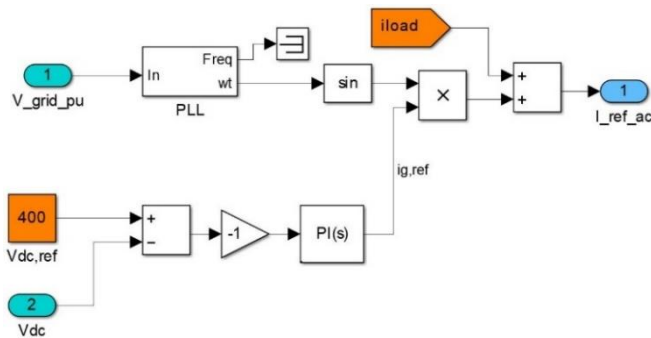 iload
1
V_grid_pu
In
Freq
wt
PLL
sin
×
+
+
1
I_ref_ac
ig,ref
400
Vdc,ref
+
−
-1
PI(s)
2
Vdc